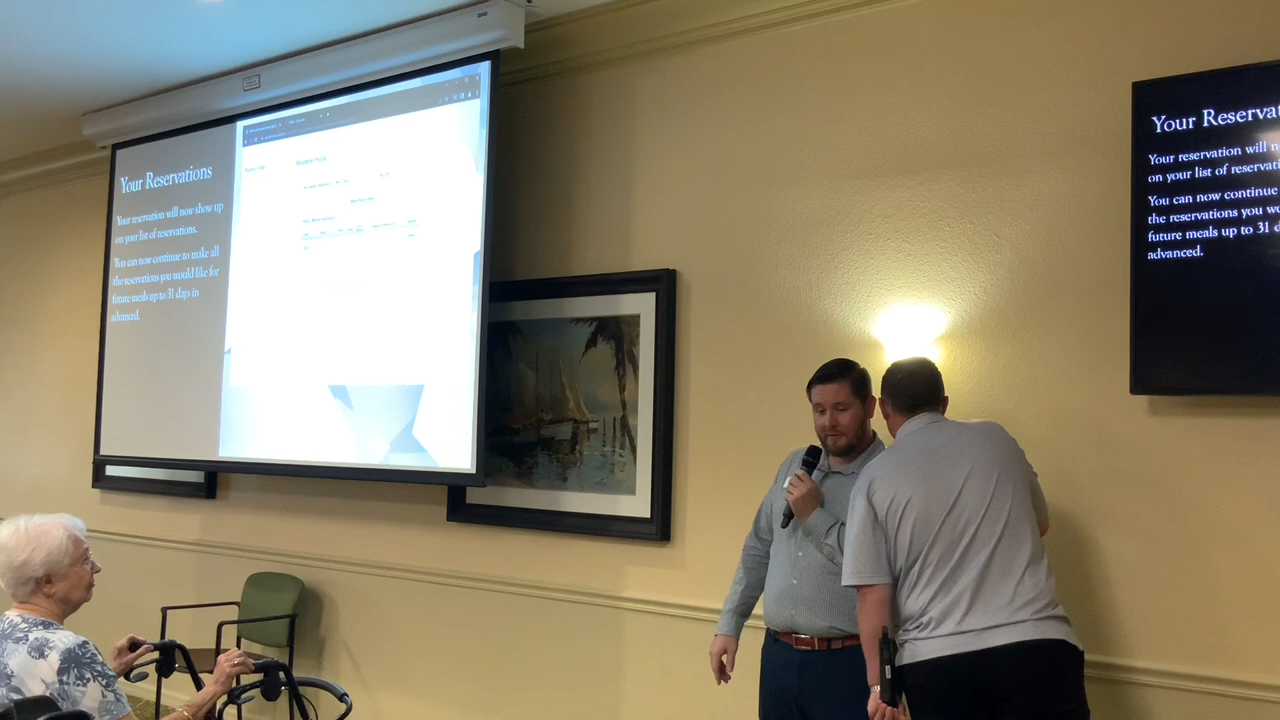 Your Reservations
Your reservation will now show up
on your list of reservations.
You can now continue to make all
the reservations you would like for
future meals up to 31 days in
advanced.
Your Reserva
Your reservation will n
on your list of reservati
You can now continue
the reservations you wo
future meals up to 31 d
advanced.